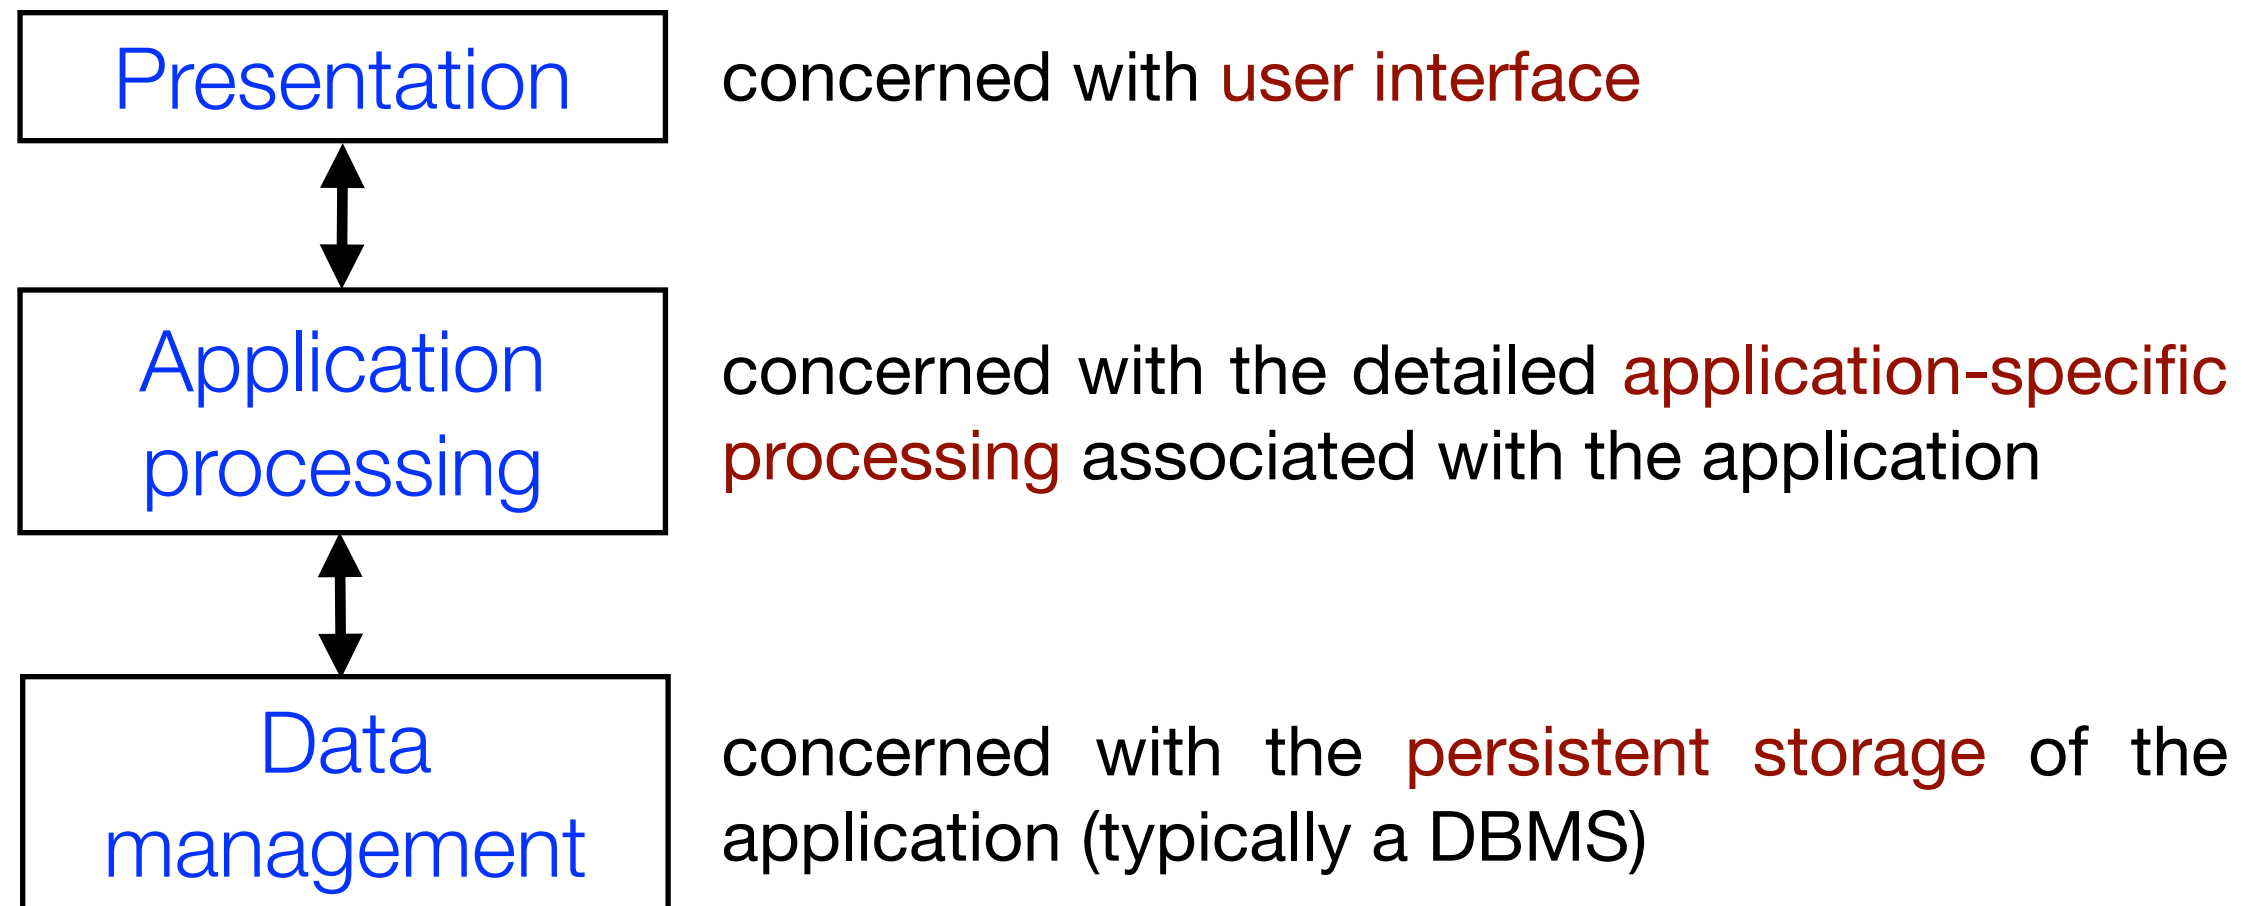 Presentation
concerned with user interface
Application
processing
concerned with the detailed application-specific
processing associated with the application
Data
management
concerned with the persistent storage of the
application (typically a DBMS)